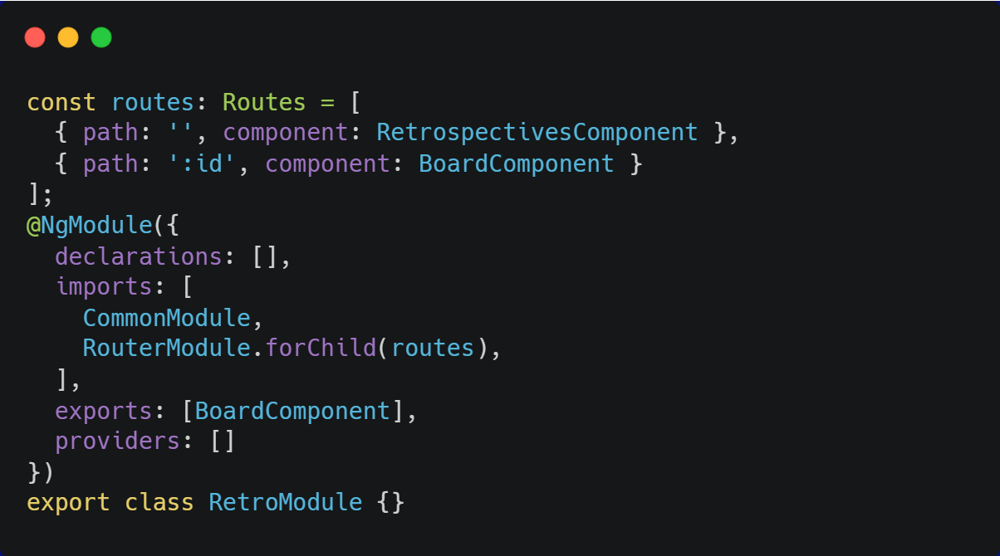 const routes: Routes = [
  { path: '', component: RetrospectivesComponent },
  { path: ':id', component: BoardComponent }
];
@NgModule({
  declarations: [],
  imports: [
    CommonModule,
    RouterModule.forChild(routes),
  ],
  exports: [BoardComponent],
  providers: []
})
export class RetroModule {}